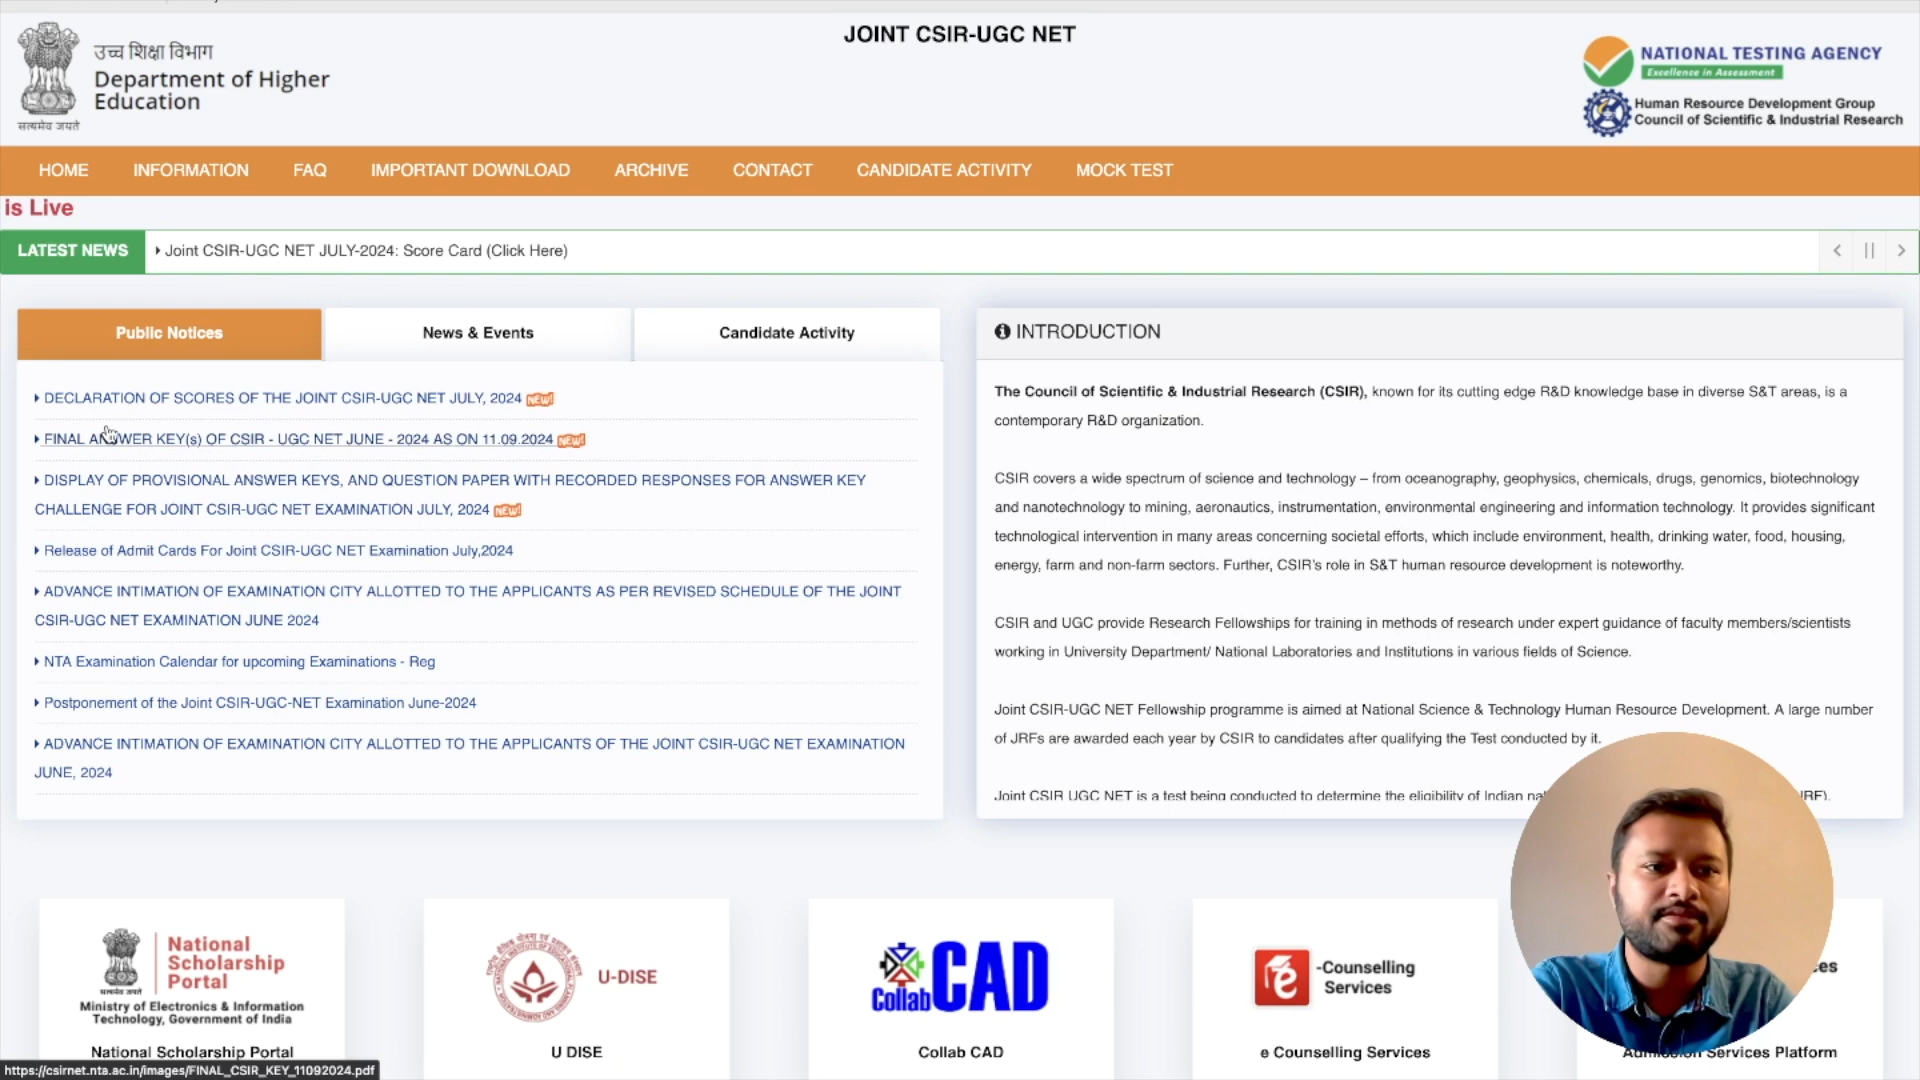 JOINT CSIR-UGC NET
उच्च शिक्षा विभाग
Department of Higher
Education
सत्यमेव जयते
NATIONAL TESTING AGENCY
Excellence in Assessment
Human Resource Development Group
Council of Scientific & Industrial Research
HOME INFORMATION FAQ IMPORTANT DOWNLOAD ARCHIVE CONTACT CANDIDATE ACTIVITY MOCK TEST
is Live
LATEST NEWS Joint CSIR-UGC NET JULY-2024: Score Card (Click Here)
Public Notices News & Events Candidate Activity
DECLARATION OF SCORES OF THE JOINT CSIR-UGC NET JULY, 2024 NEW!
FINAL ANSWER KEY(s) OF CSIR - UGC NET JUNE - 2024 AS ON 11.09.2024 NEW!
DISPLAY OF PROVISIONAL ANSWER KEYS, AND QUESTION PAPER WITH RECORDED RESPONSES FOR ANSWER KEY
CHALLENGE FOR JOINT CSIR-UGC NET EXAMINATION JULY, 2024 NEW!
Release of Admit Cards For Joint CSIR-UGC NET Examination July,2024
ADVANCE INTIMATION OF EXAMINATION CITY ALLOTTED TO THE APPLICANTS AS PER REVISED SCHEDULE OF THE JOINT
CSIR-UGC NET EXAMINATION JUNE 2024
NTA Examination Calendar for upcoming Examinations - Reg
Postponement of the Joint CSIR-UGC-NET Examination June-2024
ADVANCE INTIMATION OF EXAMINATION CITY ALLOTTED TO THE APPLICANTS OF THE JOINT CSIR-UGC NET EXAMINATION
JUNE, 2024
INTRODUCTION
The Council of Scientific & Industrial Research (CSIR), known for its cutting edge R&D knowledge base in diverse S&T areas, is a
contemporary R&D organization.
CSIR covers a wide spectrum of science and technology – from oceanography, geophysics, chemicals, drugs, genomics, biotechnology
and nanotechnology to mining, aeronautics, instrumentation, environmental engineering and information technology. It provides significant
technological intervention in many areas concerning societal efforts, which include environment, health, drinking water, food, housing,
energy, farm and non-farm sectors. Further, CSIR's role in S&T human resource development is noteworthy.
CSIR and UGC provide Research Fellowships for training in methods of research under expert guidance of faculty members/scientists
working in University Department/ National Laboratories and Institutions in various fields of Science.
Joint CSIR-UGC NET Fellowship programme is aimed at National Science & Technology Human Resource Development. A large number
of JRFs are awarded each year by CSIR to candidates after qualifying the Test conducted by it.
Joint CSIR UGC NET is a test being conducted to determine the eligibility of Indian
National
Scholarship
Portal
Ministry of Electronics & Information
Technology, Government of India
National Scholarship Portal
U-DISE
U DISE
CollabCAD
Collab CAD
e-Counselling
Services
e Counselling Services
Services Platform
https://csirnet.nta.ac.in/images/FINAL_CSIR_KEY_11092024.pdf